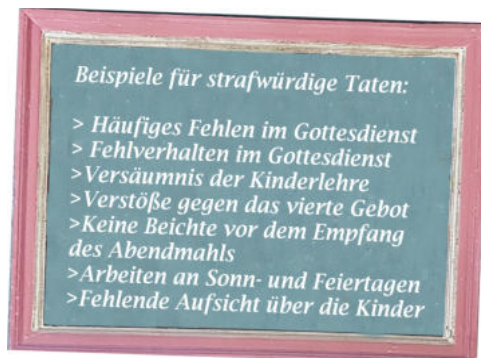 Beispiele für strafwürdige Taten:
> Häufiges Fehlen im Gottesdienst
> Fehlverhalten im Gottesdienst
>Versäumnis der Kinderlehre
>Verstöße gegen das vierte Gebot
>Keine Beichte vor dem Empfang
des Abendmahls
>Arbeiten an Sonn- und Feiertagen
>Fehlende Aufsicht über die Kinder